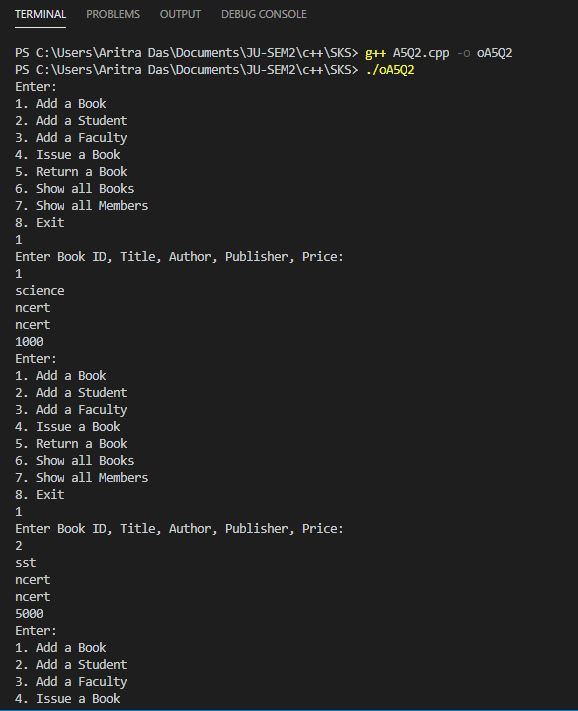 TERMINAL PROBLEMS OUTPUT DEBUG CONSOLE
PS C:\Users\Aritra Das\Documents\JU-SEM2\c++\SKS> g++ A5Q2.cpp -o oA5Q2
PS C:\Users\Aritra Das\Documents\JU-SEM2\c++\SKS> ./oA5Q2
Enter:
1. Add a Book
2. Add a Student
3. Add a Faculty
4. Issue a Book
5. Return a Book
6. Show all Books
7. Show all Members
8. Exit
1
Enter Book ID, Title, Author, Publisher, Price:
1
science
ncert
ncert
1000
Enter:
1. Add a Book
2. Add a Student
3. Add a Faculty
4. Issue a Book
5. Return a Book
6. Show all Books
7. Show all Members
8. Exit
1
Enter Book ID, Title, Author, Publisher, Price:
2
sst
ncert
ncert
5000
Enter:
1. Add a Book
2. Add a Student
3. Add a Faculty
4. Issue a Book